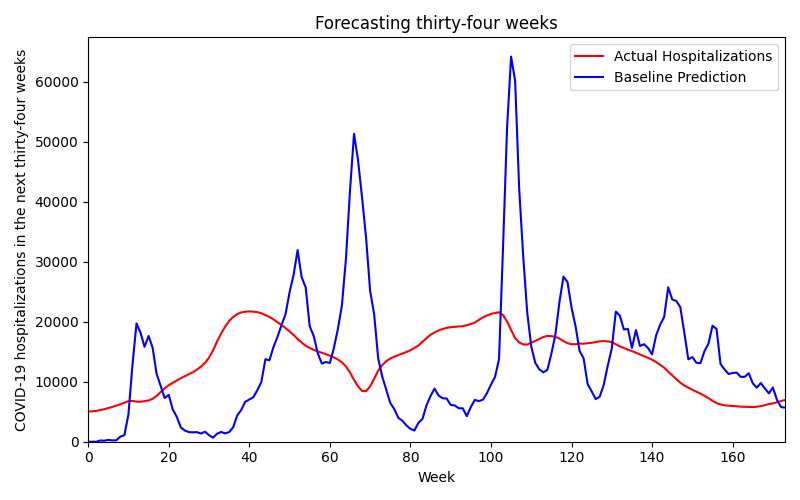 Forecasting thirty-four weeks
Actual Hospitalizations
Baseline Prediction
COVID-19 hospitalizations in the next thirty-four weeks
60000
50000
40000
30000
20000
10000
0
0 20 40 60 80 100 120 140 160
Week